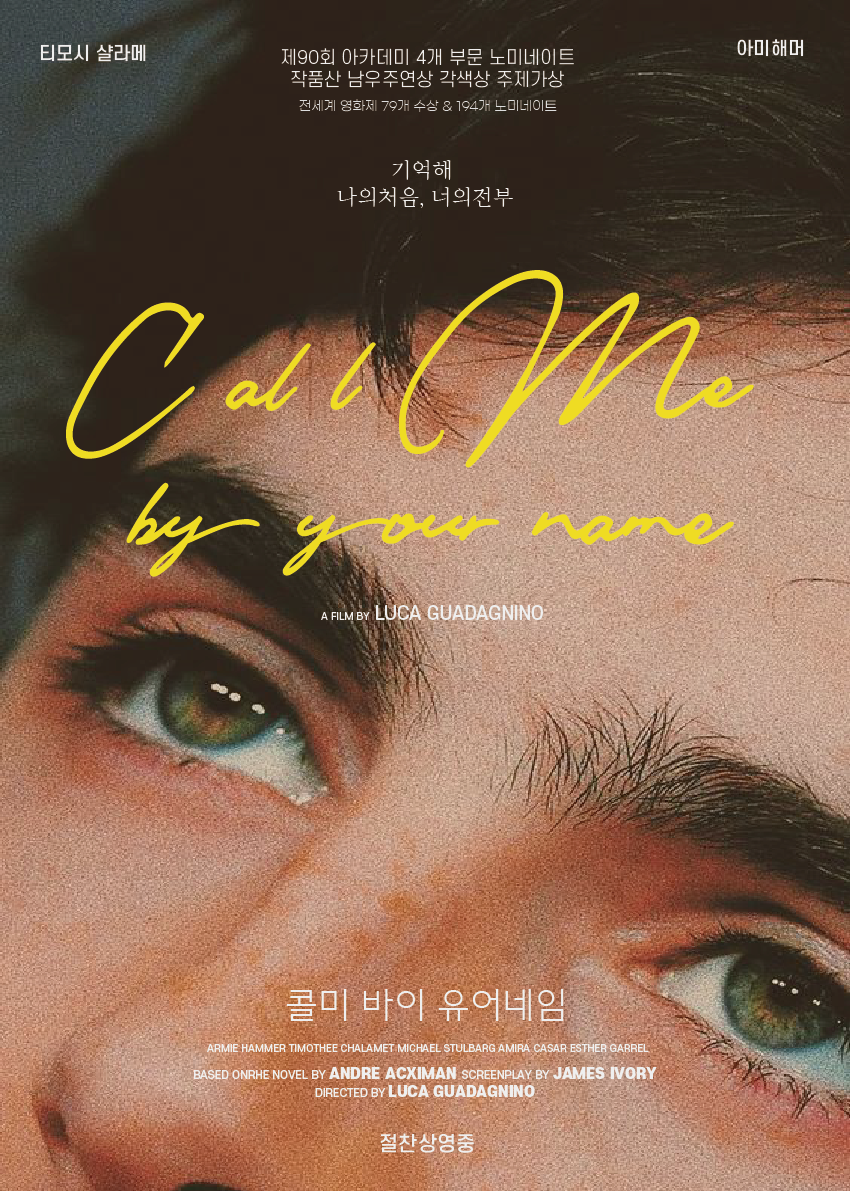 티모시 샬라메
아미해머
제90회 아카데미 4개 부문 노미네이트
작품산 남우주연상 각색상 주제가상
전세계 영화제 79개 수상 & 194개 노미네이트
기억해
나의처음, 너의전부
Call Me
by your name
A FILM BY LUCA GUADAGNINO
콜미 바이 유어네임
ARMIE HAMMER TIMOTHEE CHALAMET MICHAEL STULBARG AMIRA CASAR ESTHER GARREL
BASED ONRHE NOVEL BY ANDRE ACXIMAN SCREENPLAY BY JAMES IVORY
DIRECTED BY LUCA GUADAGNINO
절찬상영중